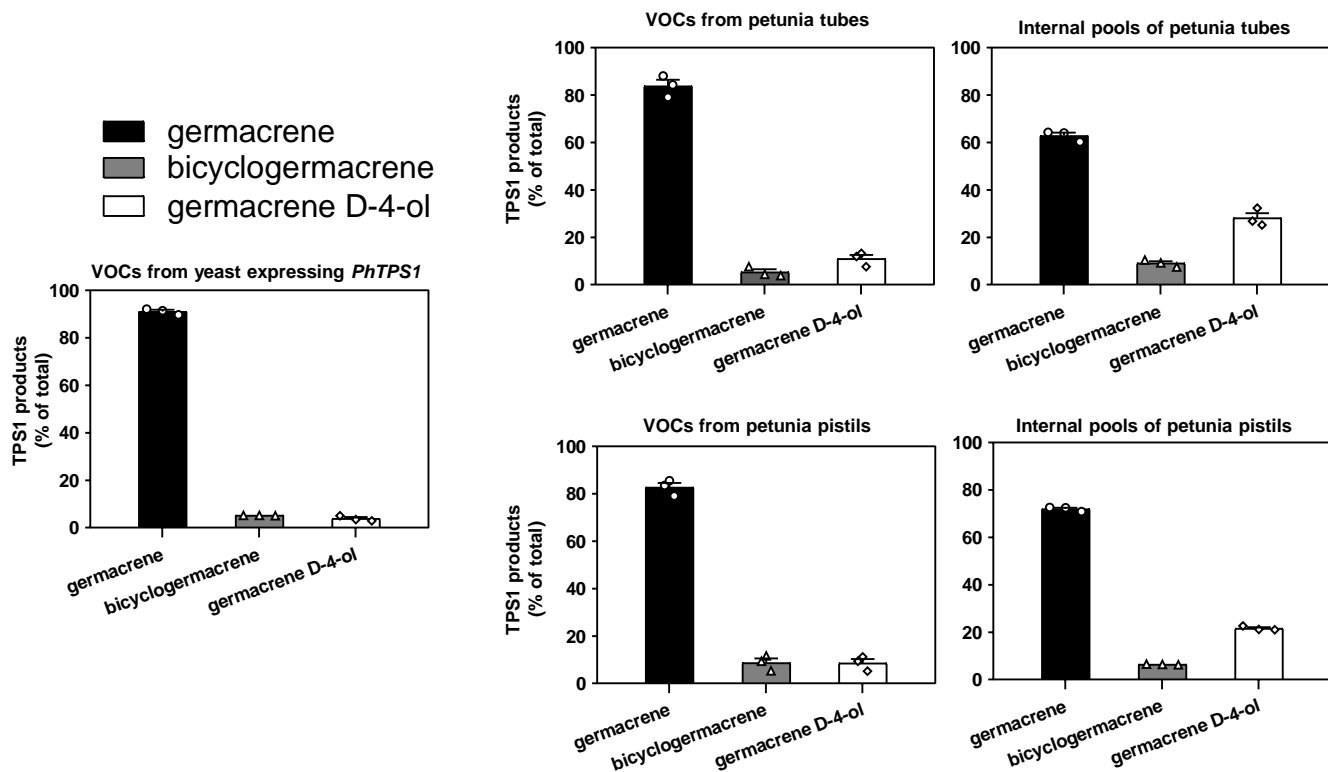 germacrene
bicyclogermacrene
germacrene D-4-ol
VOCs from yeast expressing PhTPS1
TPS1 products
(% of total)
100
80
60
40
20
0
germacrene
bicyclogermacrene
germacrene D-4-ol
VOCs from petunia tubes
TPS1 products
(% of total)
100
80
60
40
20
0
germacrene
bicyclogermacrene
germacrene D-4-ol
Internal pools of petunia tubes
100
80
60
40
20
0
germacrene
bicyclogermacrene
germacrene D-4-ol
VOCs from petunia pistils
TPS1 products
(% of total)
100
80
60
40
20
0
germacrene
bicyclogermacrene
germacrene D-4-ol
Internal pools of petunia pistils
100
80
60
40
20
0
germacrene
bicyclogermacrene
germacrene D-4-ol